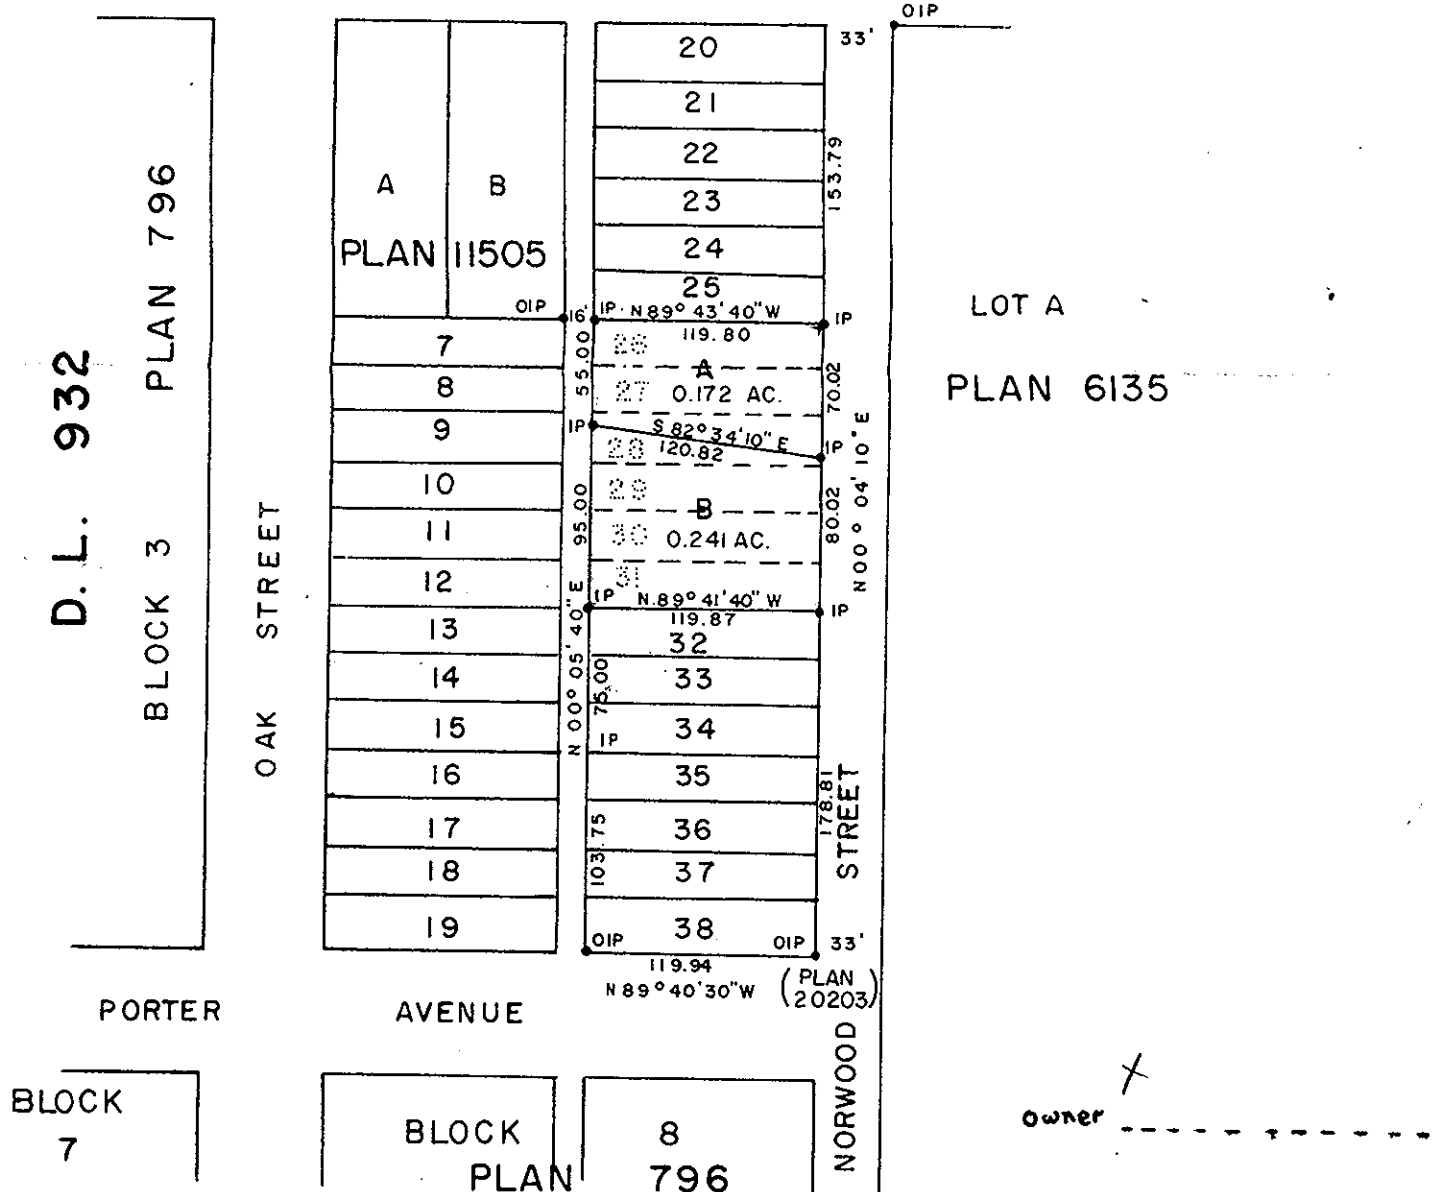 OIP
33'
20
21
22
153.79
23
24
25
A
B
PLAN 11505
OIP
16'
IP
N 89° 43' 40" W
119.80
IP
LOT A
PLAN 6135
D. L. 932
BLOCK 3 PLAN 796
OAK STREET
7
8
9
10
11
12
13
14
15
16
17
18
19
55.00
26
A
27
0.172 AC.
70.02
N 00° 04' 10" E
IP
S 82° 34' 10" E
120.82
IP
28
29
B
30
0.241 AC.
31
95.00
80.02
IP
N. 89° 41' 40" W
119.87
IP
N 00° 05' 40" E
32
33
75.00
34
IP
35
36
103.75
37
38
178.81
OIP
OIP
33'
119.94
N 89° 40' 30" W
(PLAN
20203)
NORWOOD STREET
PORTER AVENUE
BLOCK
7
BLOCK 8
PLAN 796
Owner